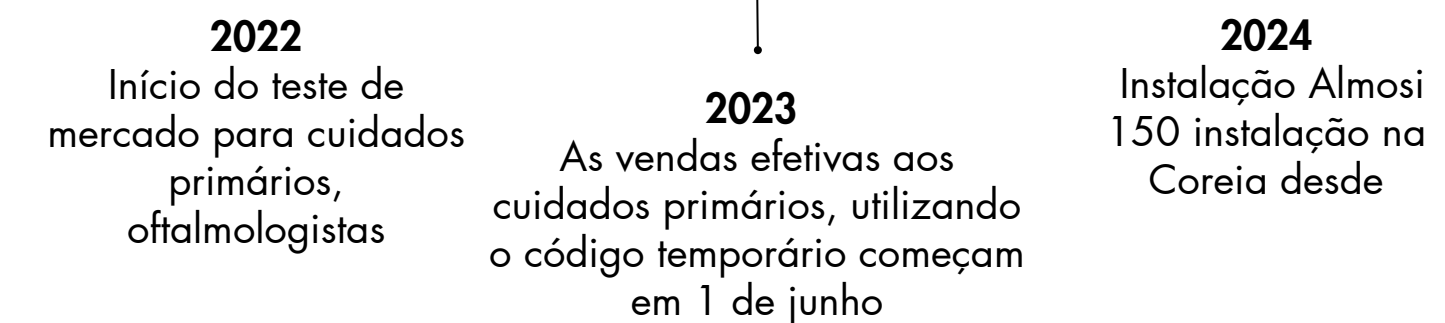 2022
Início do teste de
mercado para cuidados
primários,
oftalmologistas
2023
As vendas efetivas aos
cuidados primários, utilizando
o código temporário começam
em 1 de junho
2024
Instalação Almosi
150 instalação na
Coreia desde